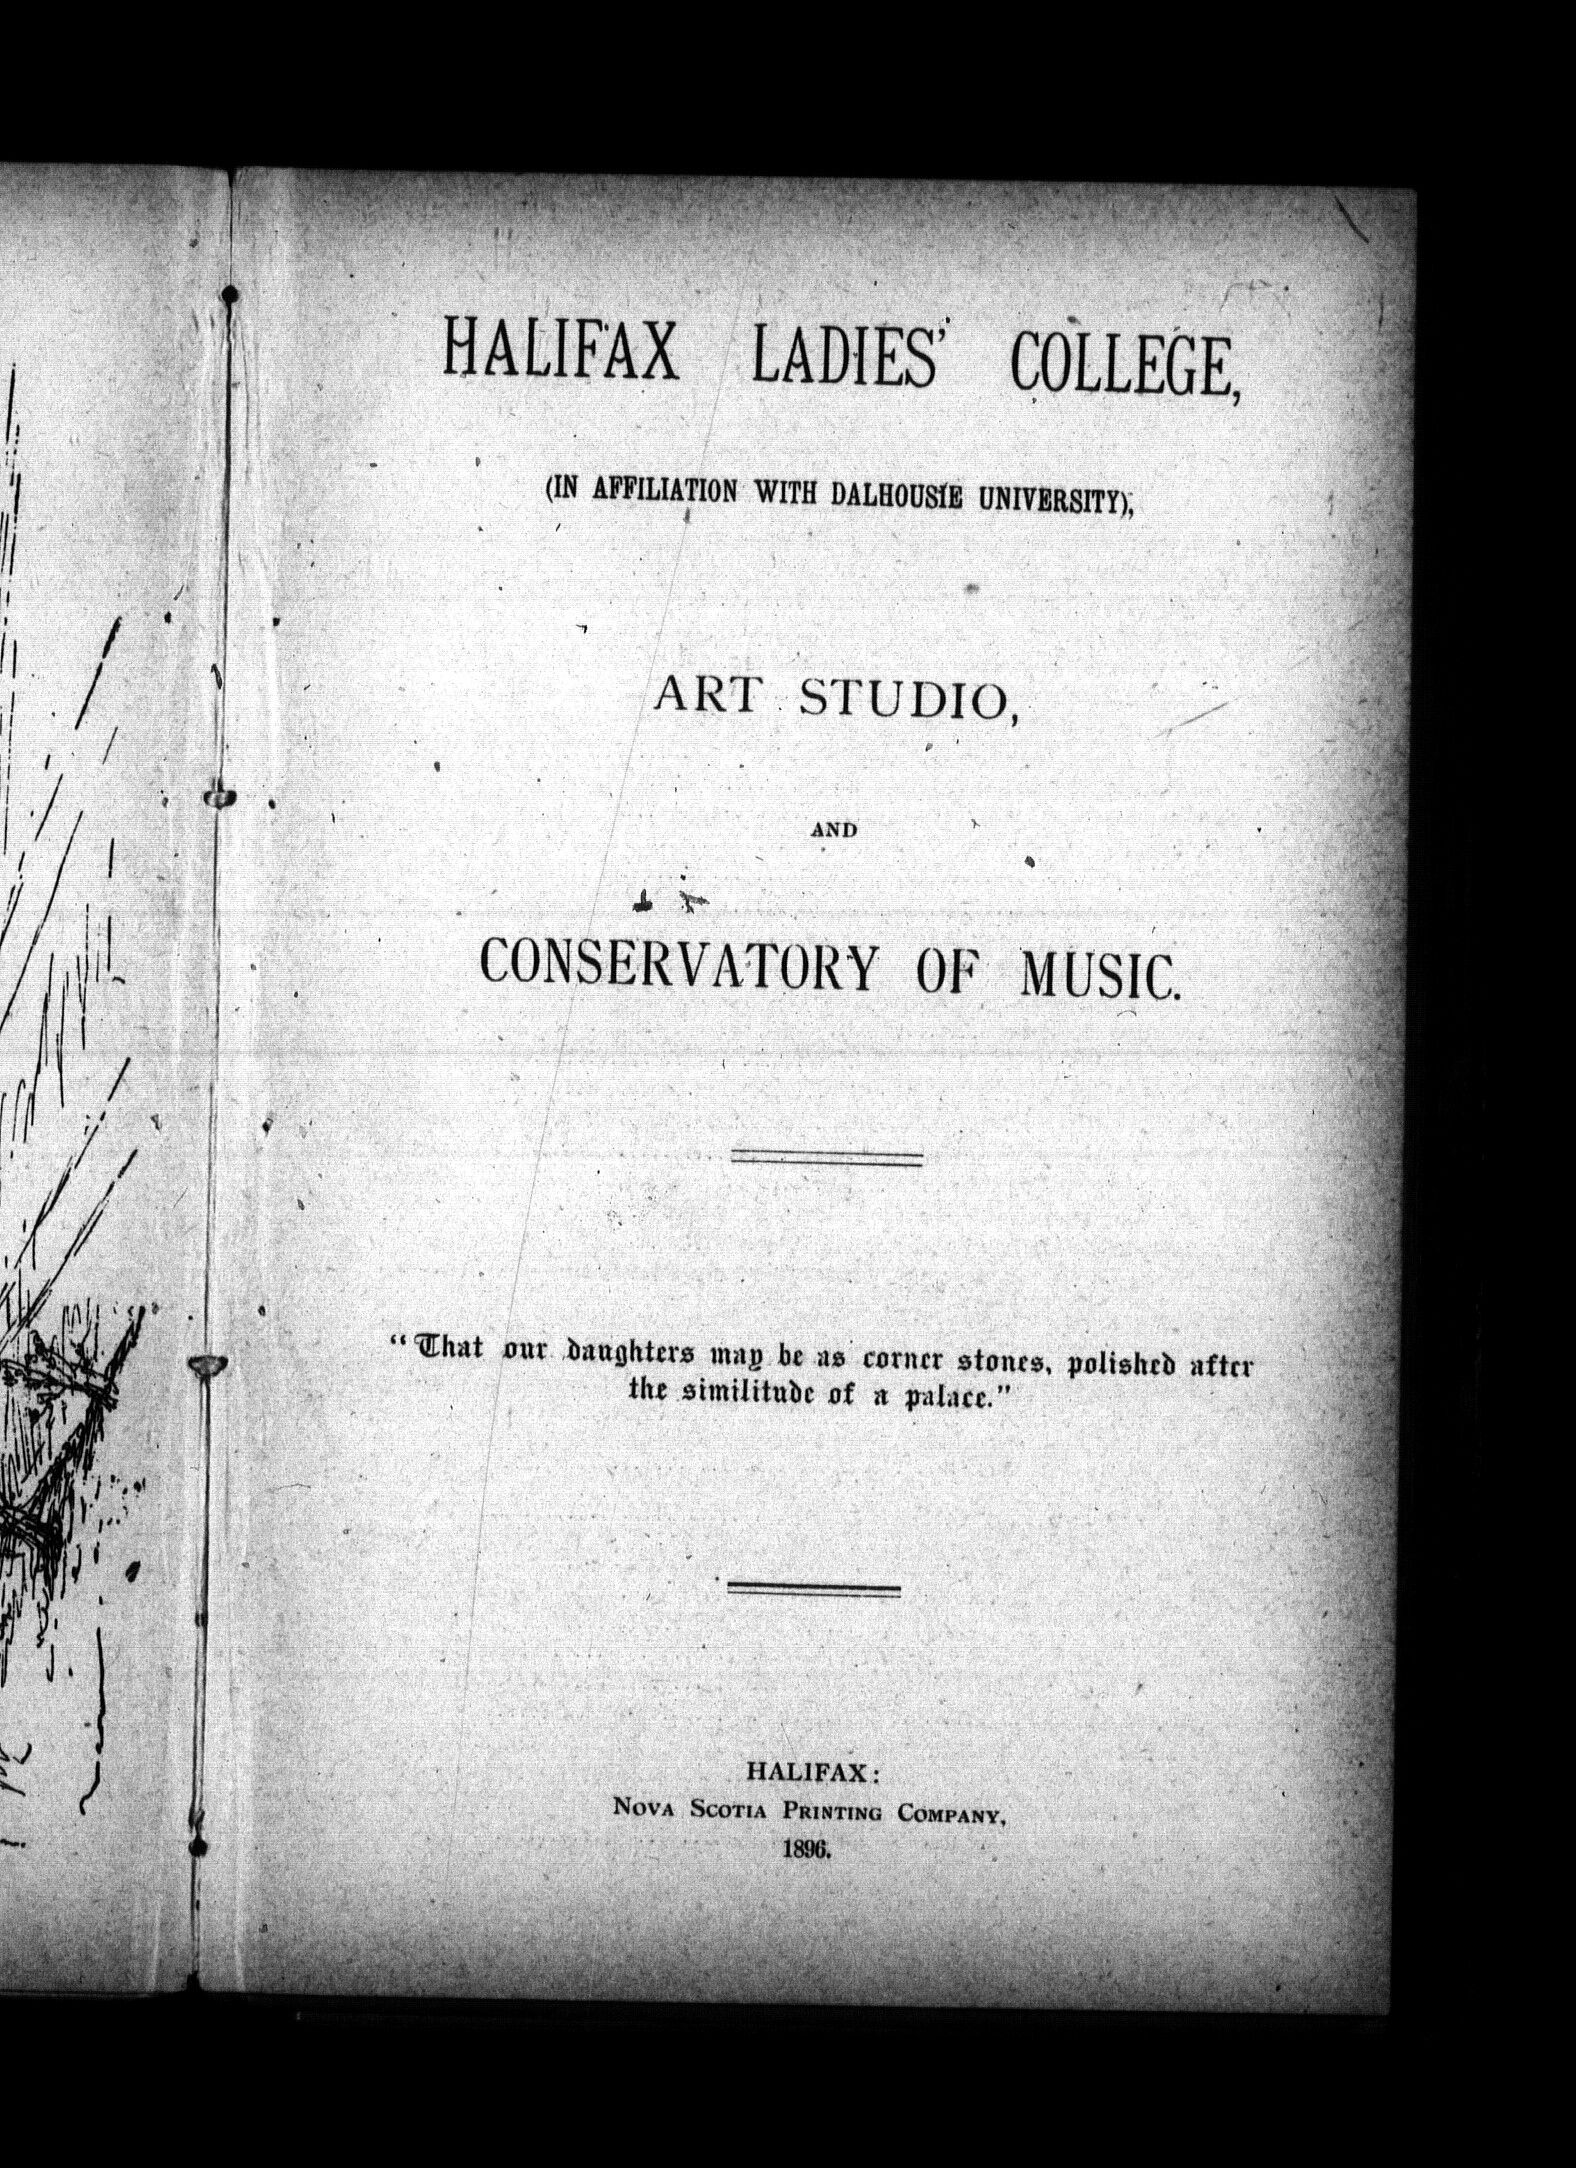 HALIFAX LADIES' COLLEGE,
(IN AFFILIATION WITH DALHOUSIE UNIVERSITY),
ART STUDIO,
AND
CONSERVATORY OF MUSIC.
"That our daughters may be as corner stones, polished after
the similitude of a palace."
HALIFAX:
NOVA SCOTIA PRINTING COMPANY,
1896.